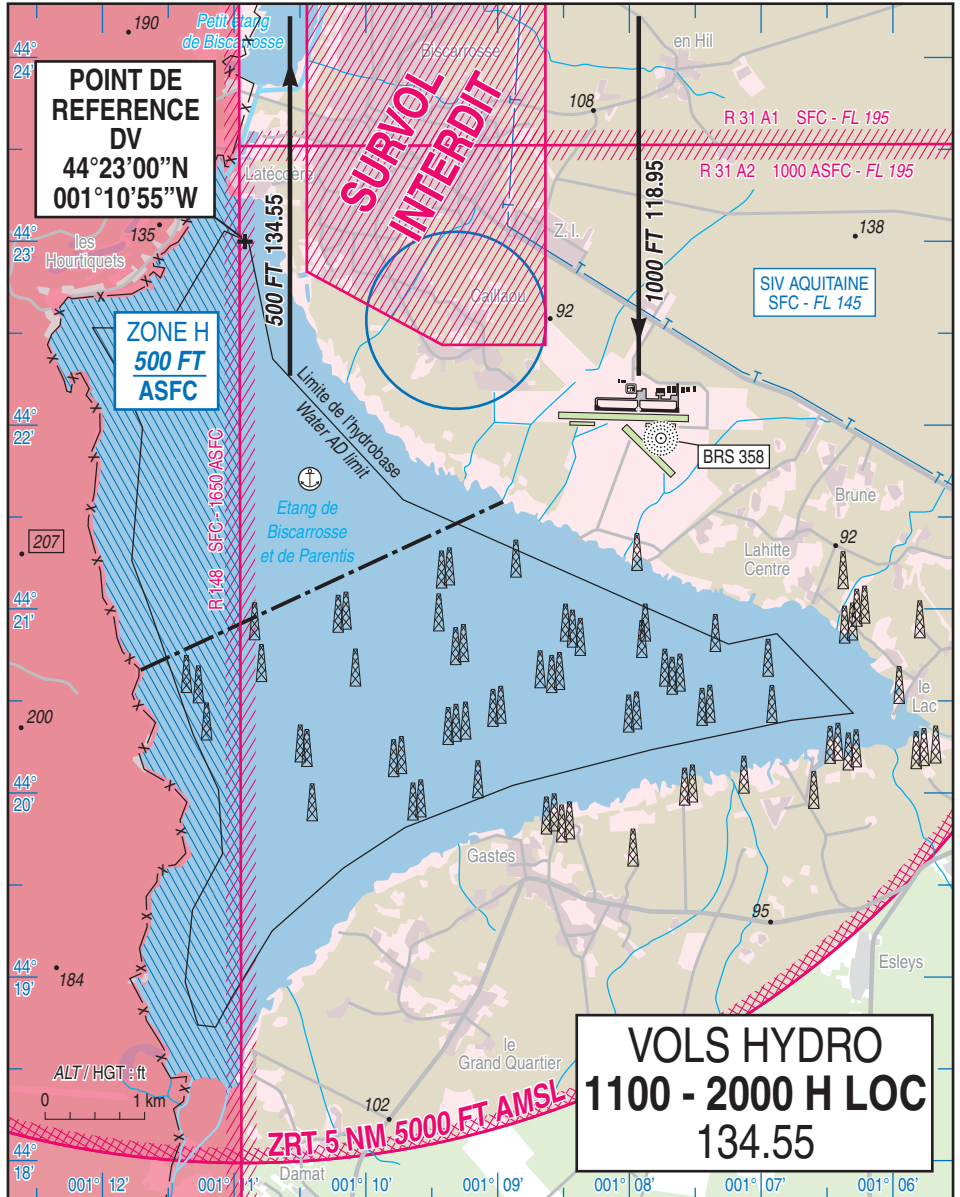 190
Petit étang
de Biscarrosse
44°
24'
POINT DE
REFERENCE
DV
44°23'00"N
001°10'55"W
Biscarrosse
en Hil
108
R 31 A1 SFC - FL 195
R 31 A2 1000 ASFC - FL 195
SURVOL
INTERDIT
Latécoère
135
les
Hourtiquets
44°
23'
500 FT 134.55
1000 FT 118.95
Z. I.
138
SIV AQUITAINE
SFC - FL 145
Caillaou
92
ZONE H
500 FT
ASFC
Limite de l'hydrobase
Water AD limit
44°
22'
BRS 358
R 148 SFC - 1650 ASFC
Etang de
Biscarrosse
et de Parentis
Brune
207
Lahitte
Centre
92
44°
21'
le
Lac
200
44°
20'
Gastes
95
Esleys
184
44°
19'
le
Grand Quartier
ALT / HGT : ft
0 1 km
102
ZRT 5 NM 5000 FT AMSL
VOLS HYDRO
1100 - 2000 H LOC
134.55
44°
18'
Damat
001° 12' 001° 11' 001° 10' 001° 09' 001° 08' 001° 07' 001° 06'